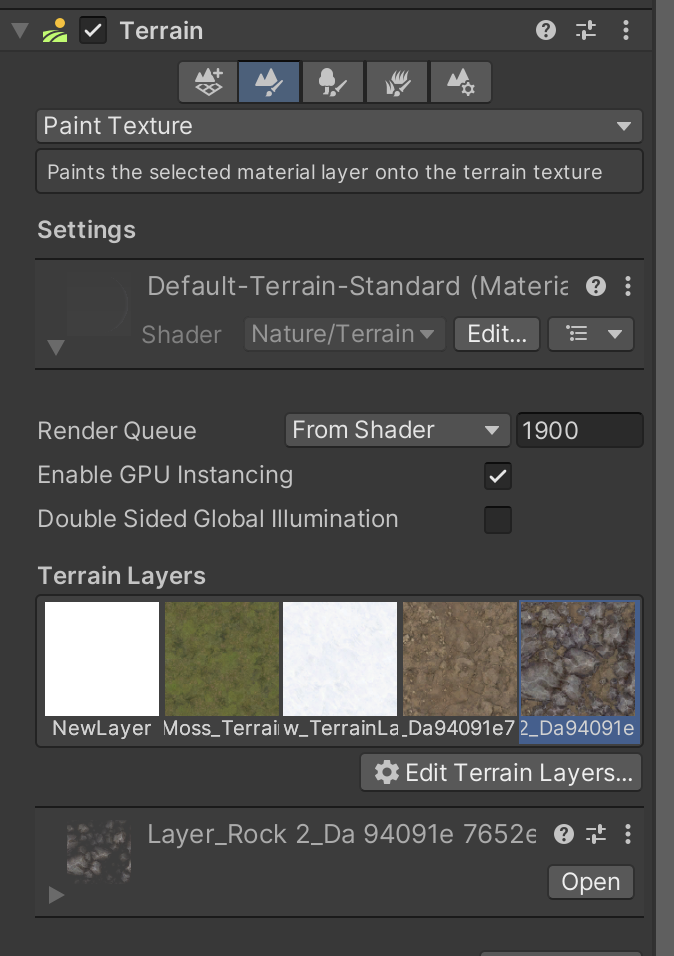 Terrain
Paint Texture
Paints the selected material layer onto the terrain texture
Settings
Default-Terrain-Standard (Materia
Shader Nature/Terrain Edit...
Render Queue From Shader 1900
Enable GPU Instancing
Double Sided Global Illumination
Terrain Layers
NewLayer Moss_Terrai w_TerrainLa _Da94091e7 2_Da94091e
Edit Terrain Layers...
Layer_Rock 2_Da 94091e 7652e
Open